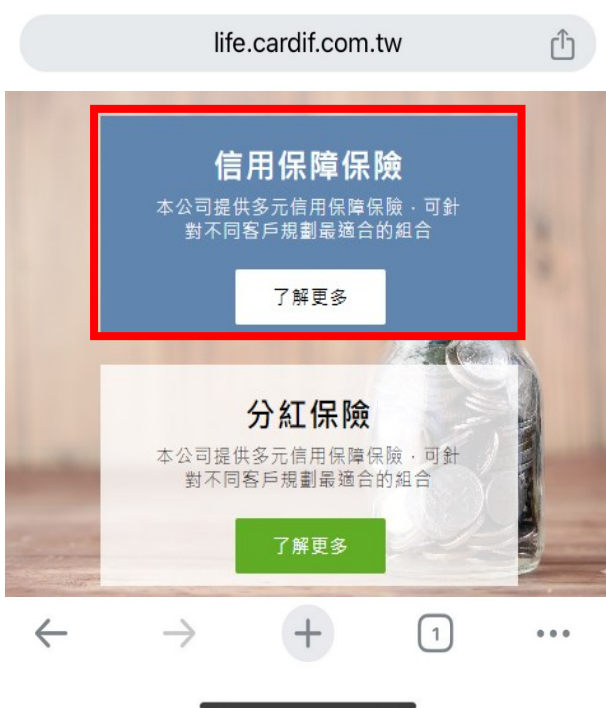 life.cardif.com.tw
信用保障保險
本公司提供多元信用保障保險，可針
對不同客戶規劃最適合的組合
了解更多
分紅保險
本公司提供多元信用保障保險，可針
對不同客戶規劃最適合的組合
了解更多
1